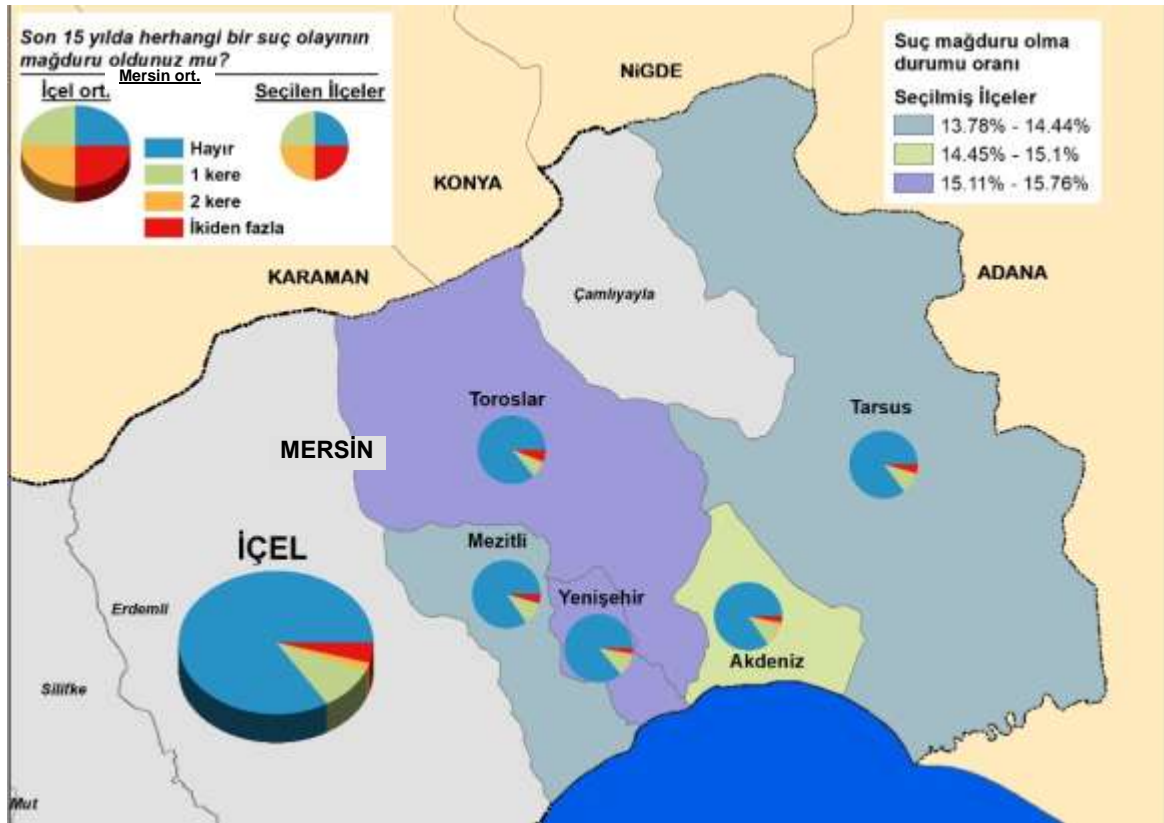 Son 15 yılda herhangi bir suç olayının
mağduru oldunuz mu?
Mersin ort.
İçel ort.
Seçilen İlçeler
Hayır
1 kere
2 kere
İkiden fazla
Suç mağduru olma
durumu oranı
Seçilmiş İlçeler
13.78% - 14.44%
14.45% - 15.1%
15.11% - 15.76%
NiĞDE
KONYA
KARAMAN
ADANA
Çamlıyayla
Toroslar
Tarsus
MERSİN
İÇEL
Mezitli
Yenişehir
Akdeniz
Erdemli
Silifke
Mut